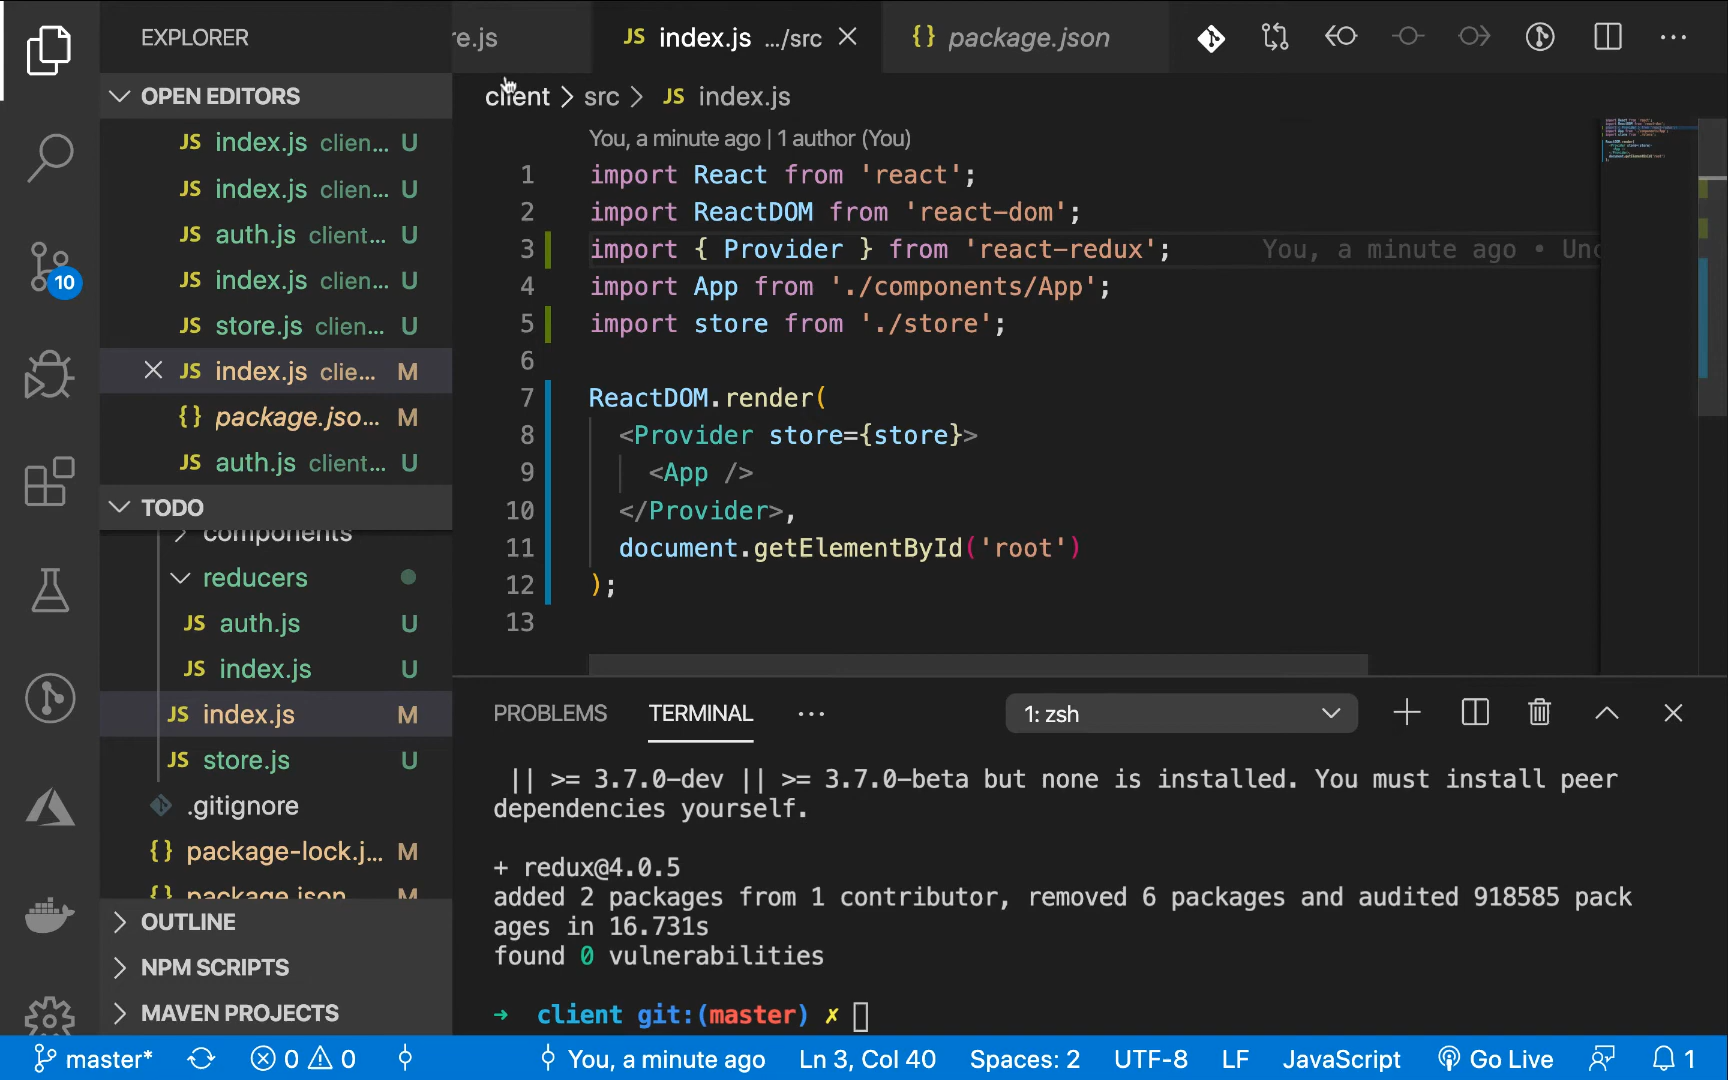 EXPLORER
OPEN EDITORS
JS index.js clien... U
JS index.js clien... U
JS auth.js client... U
JS index.js clien... U
JS store.js clien... U
JS index.js clie... M
{} package.jso... M
JS auth.js client... U
TODO
components
reducers
JS auth.js U
JS index.js U
JS index.js M
JS store.js U
.gitignore
{} package-lock.j... M
{} package.json M
OUTLINE
NPM SCRIPTS
MAVEN PROJECTS
10
re.js
JS index.js .../src
{} package.json
client > src > JS index.js
You, a minute ago | 1 author (You)
1 import React from 'react';
2 import ReactDOM from 'react-dom';
3 import { Provider } from 'react-redux'; You, a minute ago • Unc
4 import App from './components/App';
5 import store from './store';
6
7 ReactDOM.render(
8 <Provider store={store}>
9 <App />
10 </Provider>,
11 document.getElementById('root')
12 );
13
PROBLEMS TERMINAL ... 1: zsh
|| >= 3.7.0-dev || >= 3.7.0-beta but none is installed. You must install peer
dependencies yourself.
+ redux@4.0.5
added 2 packages from 1 contributor, removed 6 packages and audited 918585 pack
ages in 16.731s
found 0 vulnerabilities
→ client git:(master) ✗
master* 0 0 You, a minute ago Ln 3, Col 40 Spaces: 2 UTF-8 LF JavaScript Go Live 1